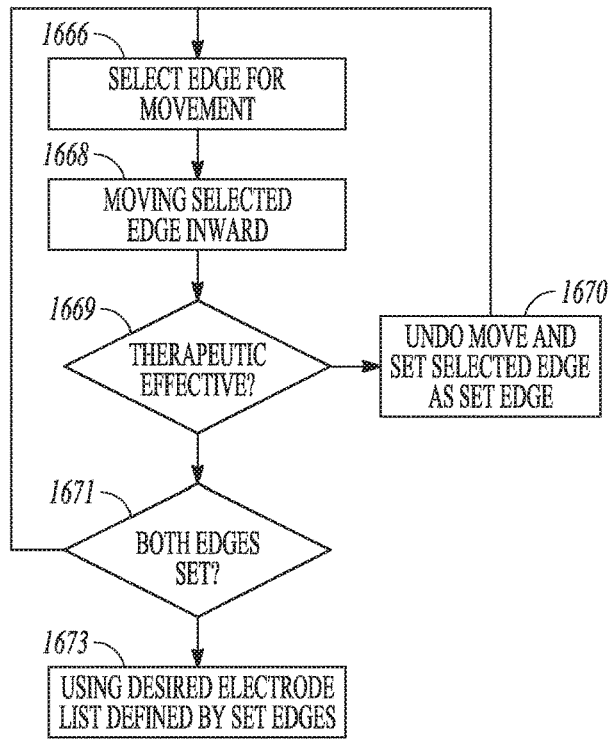 1666
SELECT EDGE FOR
MOVEMENT
1668
MOVING SELECTED
EDGE INWARD
1669
THERAPEUTIC
EFFECTIVE?
1670
UNDO MOVE AND
SET SELECTED EDGE
AS SET EDGE
1671
BOTH EDGES
SET?
1673
USING DESIRED ELECTRODE
LIST DEFINED BY SET EDGES